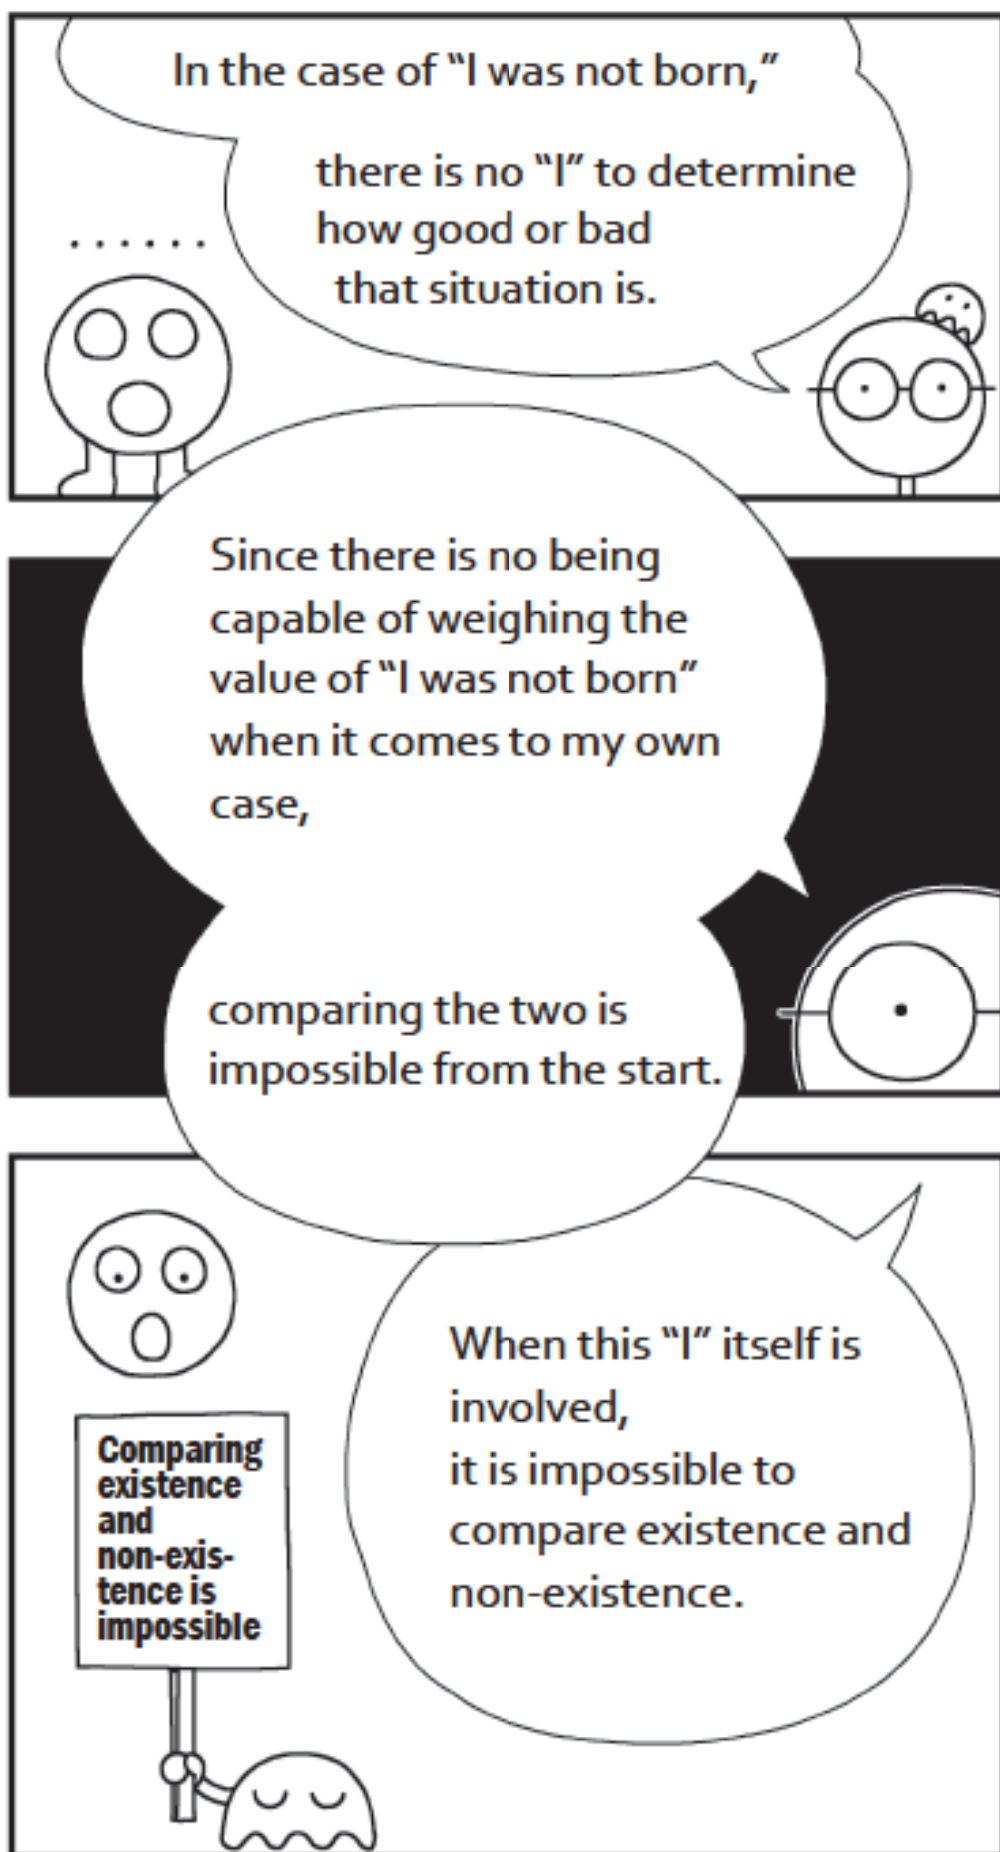 In the case of “I was not born,”
there is no “I” to determine
how good or bad
that situation is.
. . . . . .
Since there is no being
capable of weighing the
value of “I was not born”
when it comes to my own
case,
comparing the two is
impossible from the start.
When this “I” itself is
involved,
it is impossible to
compare existence and
non-existence.
Comparing
existence
and
non-exis-
tence is
impossible